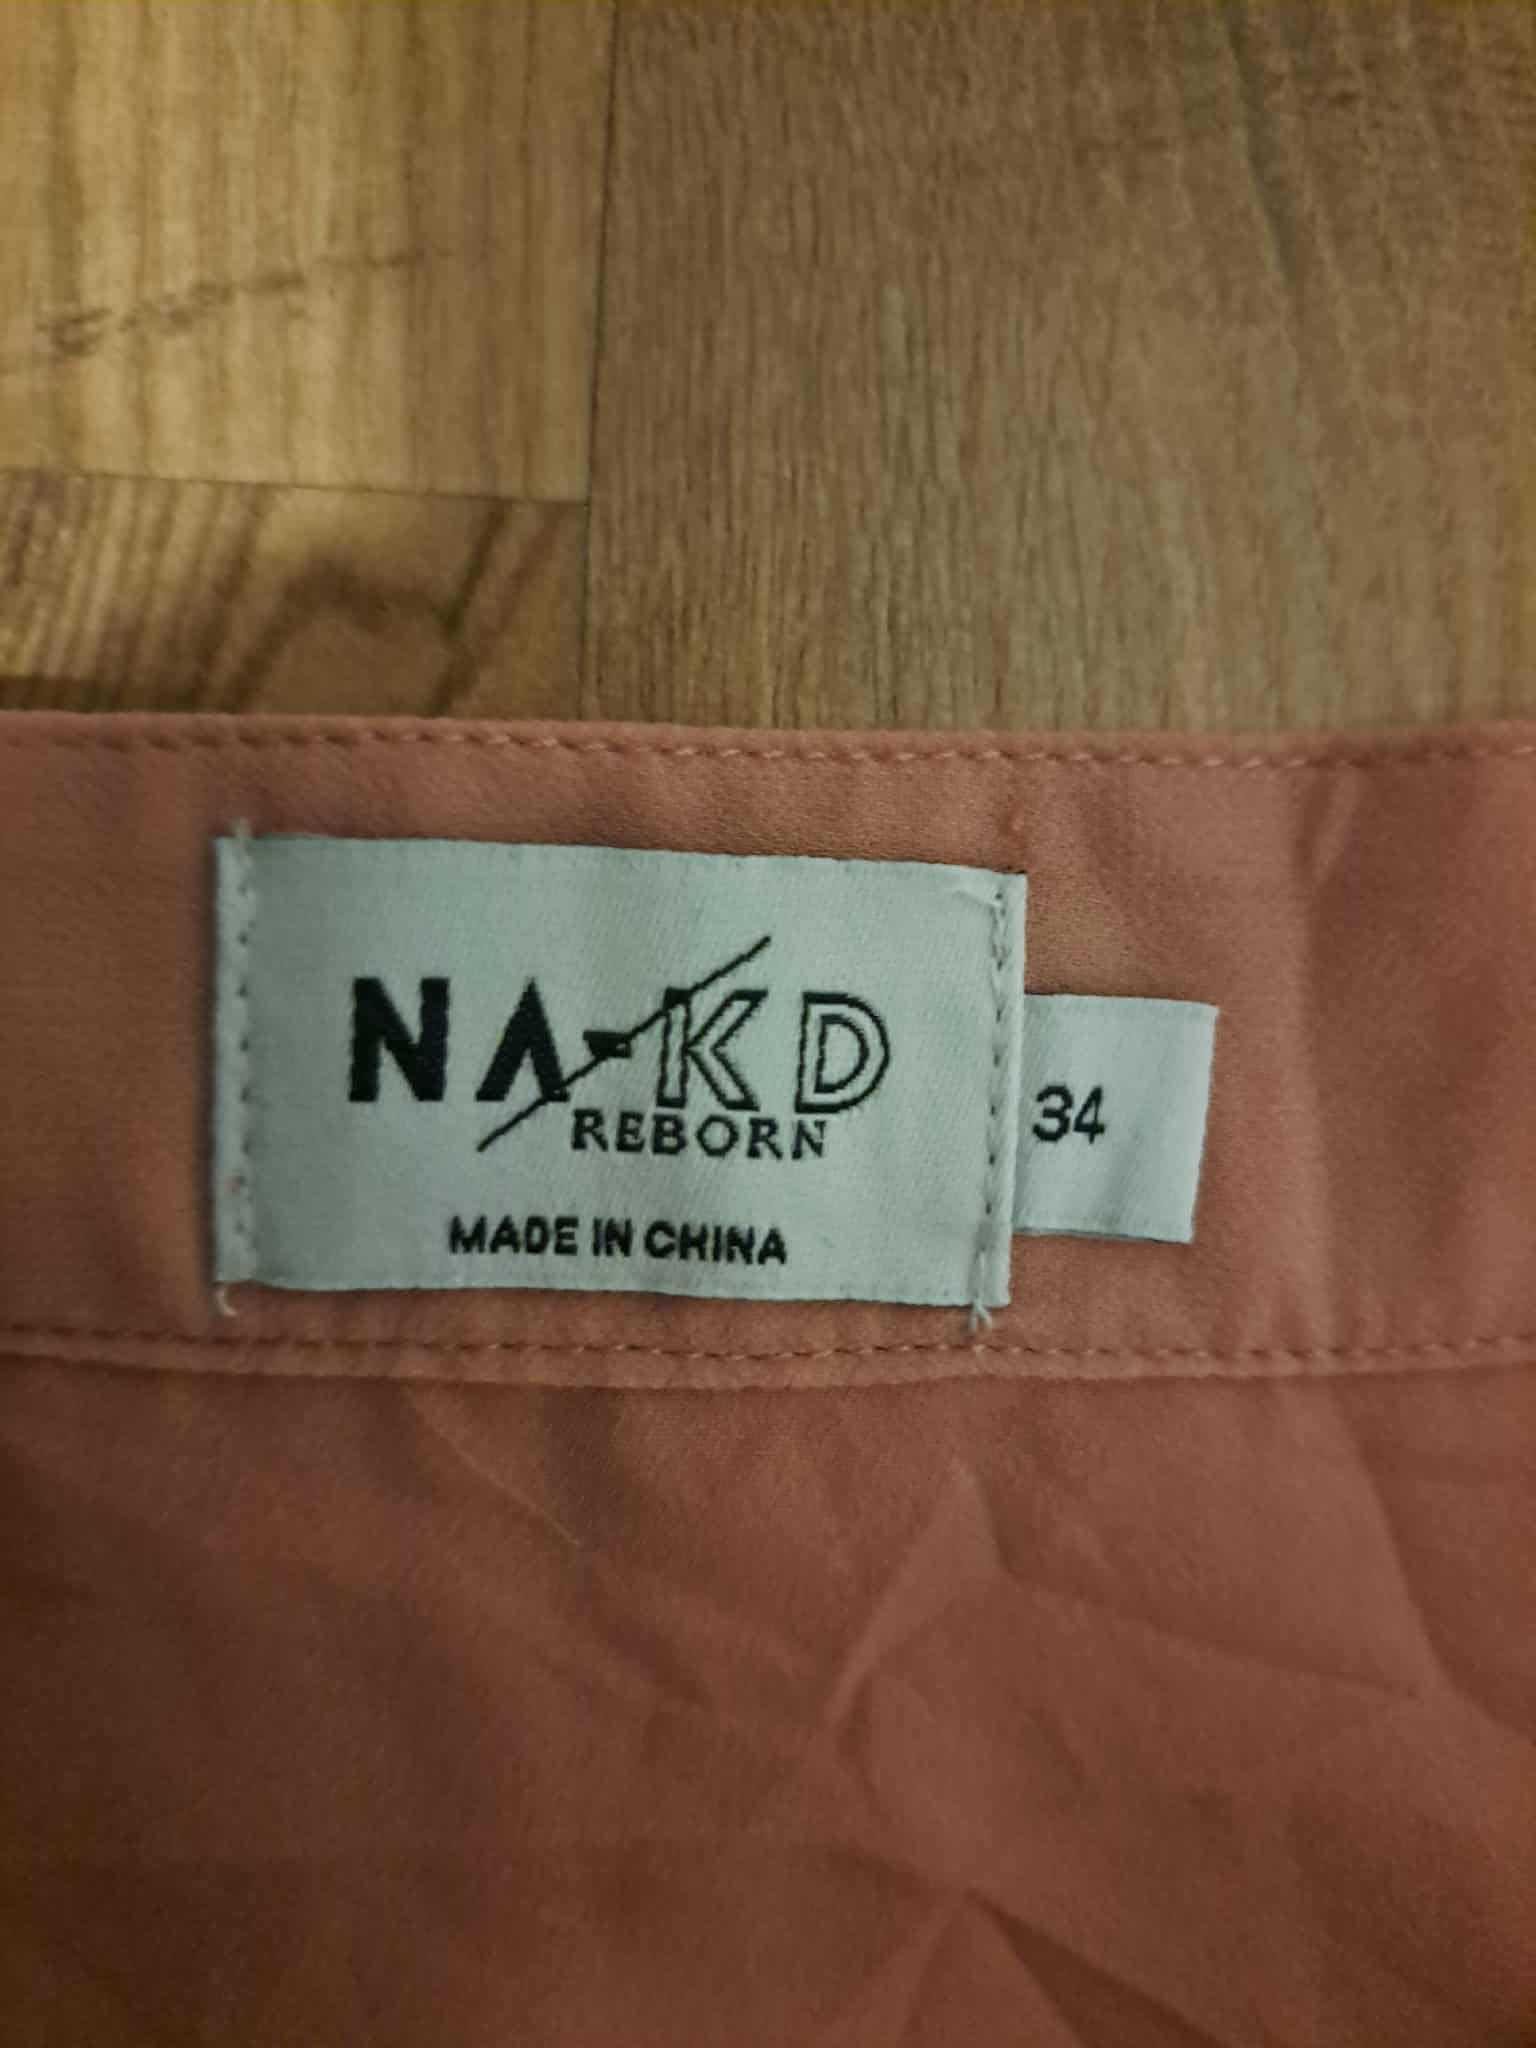 NA-KD
REBORN
MADE IN CHINA
34